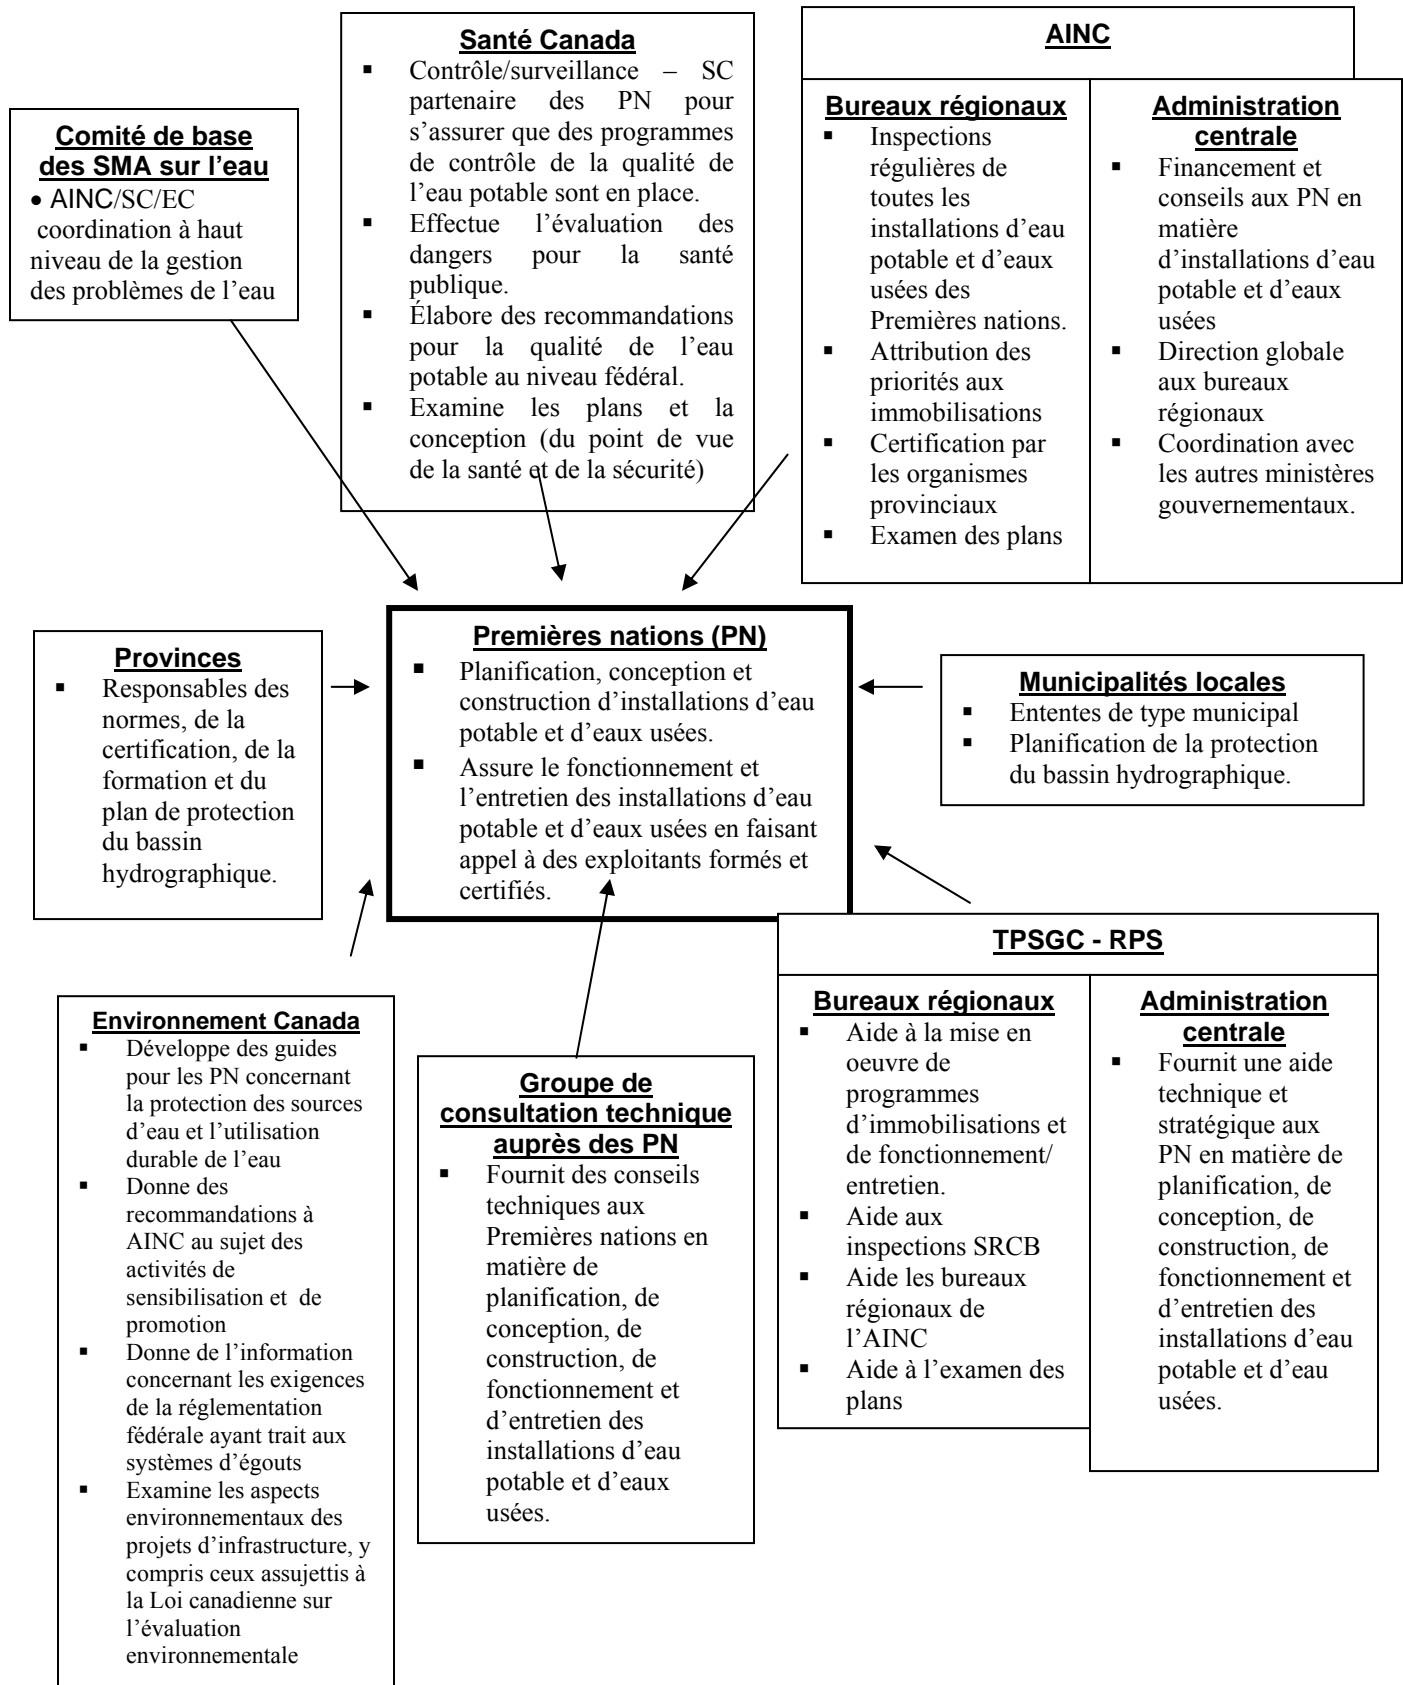 Comité de base
des SMA sur l'eau
• AINC/SC/EC
coordination à haut
niveau de la gestion
des problèmes de l'eau
Santé Canada
▪ Contrôle/surveillance – SC
partenaire des PN pour
s'assurer que des programmes
de contrôle de la qualité de
l'eau potable sont en place.
▪ Effectue l'évaluation des
dangers pour la santé
publique.
▪ Élabore des recommandations
pour la qualité de l'eau
potable au niveau fédéral.
▪ Examine les plans et la
conception (du point de vue
de la santé et de la sécurité)
AINC
Bureaux régionaux
▪ Inspections
régulières de
toutes les
installations d'eau
potable et d'eaux
usées des
Premières nations.
▪ Attribution des
priorités aux
immobilisations
▪ Certification par
les organismes
provinciaux
▪ Examen des plans
Administration
centrale
▪ Financement et
conseils aux PN en
matière
d'installations d'eau
potable et d'eaux
usées
▪ Direction globale
aux bureaux
régionaux
▪ Coordination avec
les autres ministères
gouvernementaux.
Provinces
▪ Responsables des
normes, de la
certification, de la
formation et du
plan de protection
du bassin
hydrographique.
Premières nations (PN)
▪ Planification, conception et
construction d'installations d'eau
potable et d'eaux usées.
▪ Assure le fonctionnement et
l'entretien des installations d'eau
potable et d'eaux usées en faisant
appel à des exploitants formés et
certifiés.
Municipalités locales
▪ Ententes de type municipal
▪ Planification de la protection
du bassin hydrographique.
Environnement Canada
▪ Développe des guides
pour les PN concernant
la protection des sources
d'eau et l'utilisation
durable de l'eau
▪ Donne des
recommandations à
AINC au sujet des
activités de
sensibilisation et de
promotion
▪ Donne de l'information
concernant les exigences
de la réglementation
fédérale ayant trait aux
systèmes d'égouts
▪ Examine les aspects
environnementaux des
projets d'infrastructure, y
compris ceux assujettis à
la Loi canadienne sur
l'évaluation
environnementale
Groupe de
consultation technique
auprès des PN
▪ Fournit des conseils
techniques aux
Premières nations en
matière de
planification, de
conception, de
construction, de
fonctionnement et
d'entretien des
installations d'eau
potable et d'eaux
usées.
TPSGC - RPS
Bureaux régionaux
▪ Aide à la mise en
oeuvre de
programmes
d'immobilisations et
de fonctionnement/
entretien.
▪ Aide aux
inspections SRCB
▪ Aide les bureaux
régionaux de
l'AINC
▪ Aide à l'examen des
plans
Administration
centrale
▪ Fournit une aide
technique et
stratégique aux
PN en matière de
planification, de
conception, de
construction, de
fonctionnement et
d'entretien des
installations d'eau
potable et d'eau
usées.